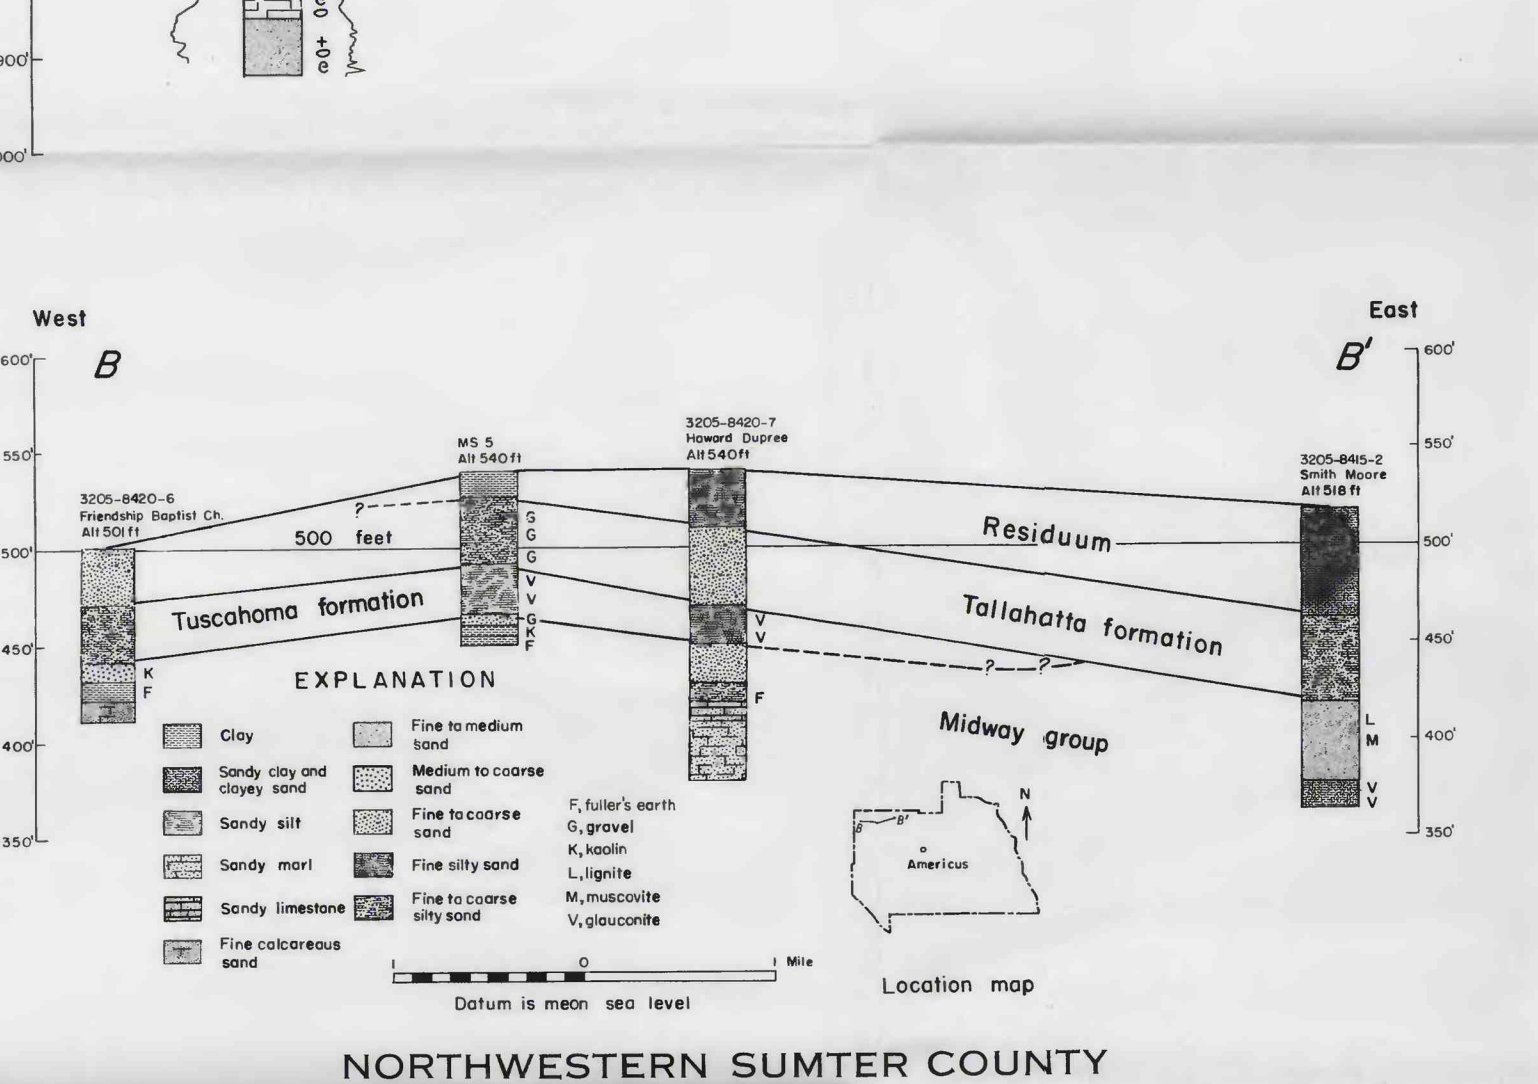 900'
West
East
B
B'
600'
550'
500'
450'
400'
350'
600'
550'
500'
450'
400'
350'
3205-8420-6
Friendship Baptist Ch.
Alt 501 ft
MS 5
Alt 540 ft
3205-8420-7
Howard Dupree
Alt 540 ft
3205-8415-2
Smith Moore
Alt 518 ft
?
500 feet
Residuum
Tuscahoma formation
Tallahatta formation
? ?
Midway group
K
F
G
G
G
V
V
G
K
F
V
V
F
L
M
V
V
EXPLANATION
Clay
Sandy clay and
clayey sand
Sandy silt
Sandy marl
Sandy limestone
Fine calcareous
sand
Fine to medium
sand
Medium to coarse
sand
Fine to coarse
sand
Fine silty sand
Fine to coarse
silty sand
F, fuller's earth
G, gravel
K, kaolin
L, lignite
M, muscovite
V, glauconite
1 0 1 Mile
Datum is mean sea level
B B'
N
Americus
Location map
NORTHWESTERN SUMTER COUNTY